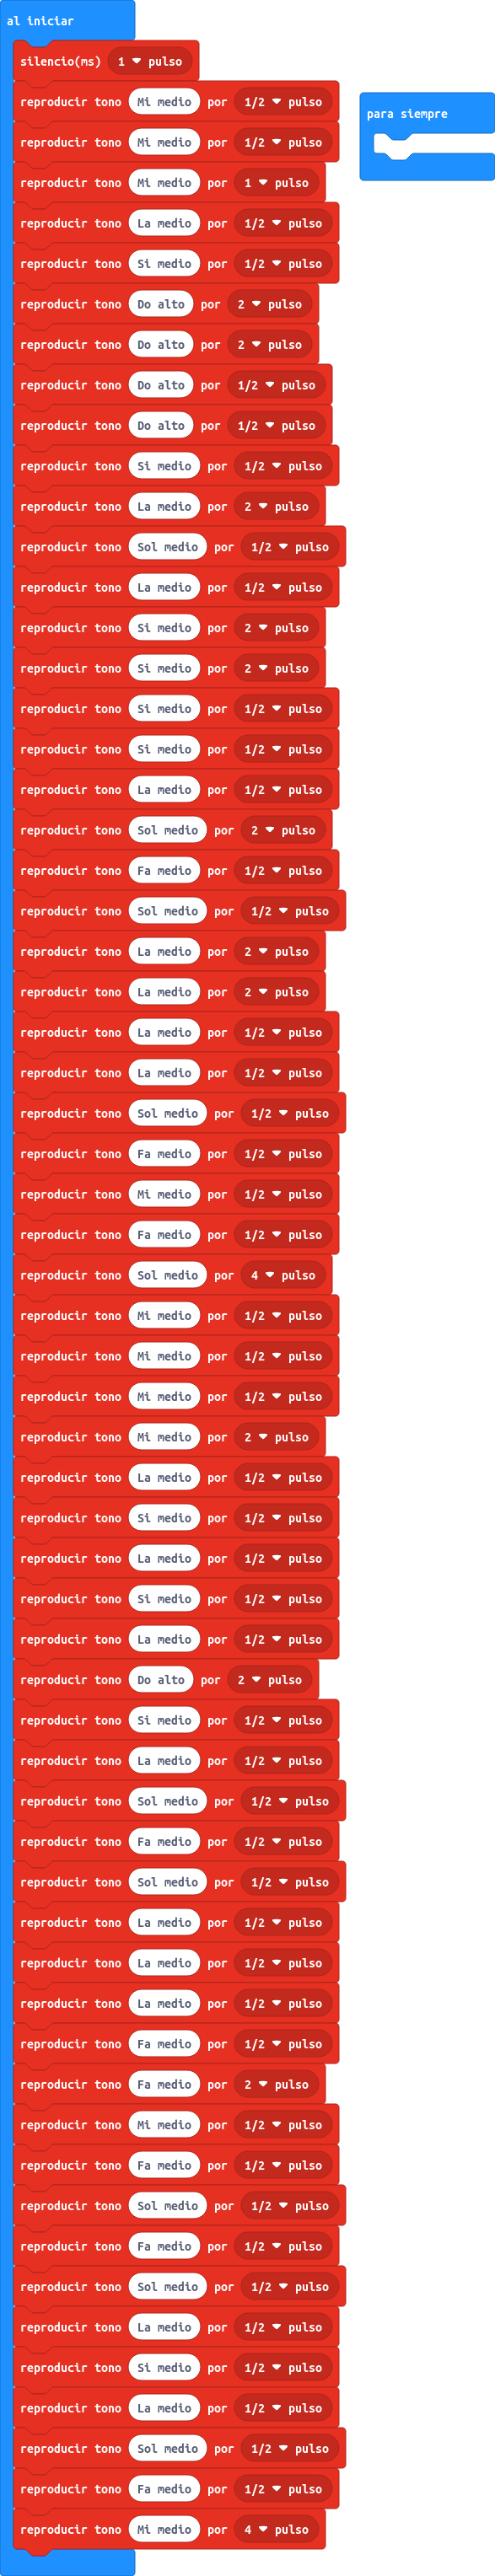 al iniciar
silencio(ms) 1 pulso
reproducir tono Mi medio por 1/2 pulso
para siempre
reproducir tono Mi medio por 1/2 pulso
reproducir tono Mi medio por 1 pulso
reproducir tono La medio por 1/2 pulso
reproducir tono Si medio por 1/2 pulso
reproducir tono Do alto por 2 pulso
reproducir tono Do alto por 2 pulso
reproducir tono Do alto por 1/2 pulso
reproducir tono Do alto por 1/2 pulso
reproducir tono Si medio por 1/2 pulso
reproducir tono La medio por 2 pulso
reproducir tono Sol medio por 1/2 pulso
reproducir tono La medio por 1/2 pulso
reproducir tono Si medio por 2 pulso
reproducir tono Si medio por 2 pulso
reproducir tono Si medio por 1/2 pulso
reproducir tono Si medio por 1/2 pulso
reproducir tono La medio por 1/2 pulso
reproducir tono Sol medio por 2 pulso
reproducir tono Fa medio por 1/2 pulso
reproducir tono Sol medio por 1/2 pulso
reproducir tono La medio por 2 pulso
reproducir tono La medio por 2 pulso
reproducir tono La medio por 1/2 pulso
reproducir tono La medio por 1/2 pulso
reproducir tono Sol medio por 1/2 pulso
reproducir tono Fa medio por 1/2 pulso
reproducir tono Mi medio por 1/2 pulso
reproducir tono Fa medio por 1/2 pulso
reproducir tono Sol medio por 4 pulso
reproducir tono Mi medio por 1/2 pulso
reproducir tono Mi medio por 1/2 pulso
reproducir tono Mi medio por 1/2 pulso
reproducir tono Mi medio por 2 pulso
reproducir tono La medio por 1/2 pulso
reproducir tono Si medio por 1/2 pulso
reproducir tono La medio por 1/2 pulso
reproducir tono Si medio por 1/2 pulso
reproducir tono La medio por 1/2 pulso
reproducir tono Do alto por 2 pulso
reproducir tono Si medio por 1/2 pulso
reproducir tono La medio por 1/2 pulso
reproducir tono Sol medio por 1/2 pulso
reproducir tono Fa medio por 1/2 pulso
reproducir tono Sol medio por 1/2 pulso
reproducir tono La medio por 1/2 pulso
reproducir tono La medio por 1/2 pulso
reproducir tono La medio por 1/2 pulso
reproducir tono Fa medio por 1/2 pulso
reproducir tono Fa medio por 2 pulso
reproducir tono Mi medio por 1/2 pulso
reproducir tono Fa medio por 1/2 pulso
reproducir tono Sol medio por 1/2 pulso
reproducir tono Fa medio por 1/2 pulso
reproducir tono Sol medio por 1/2 pulso
reproducir tono La medio por 1/2 pulso
reproducir tono Si medio por 1/2 pulso
reproducir tono La medio por 1/2 pulso
reproducir tono Sol medio por 1/2 pulso
reproducir tono Fa medio por 1/2 pulso
reproducir tono Mi medio por 4 pulso